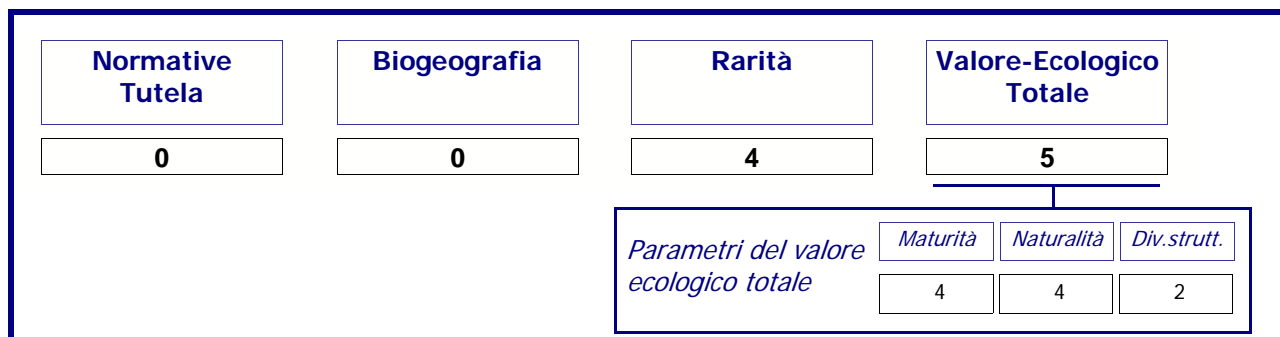 Normative
Tutela
Biogeografia
Rarità
Valore-Ecologico
Totale
0
0
4
5
Parametri del valore
ecologico totale
Maturità
Naturalità
Div.strutt.
4
4
2